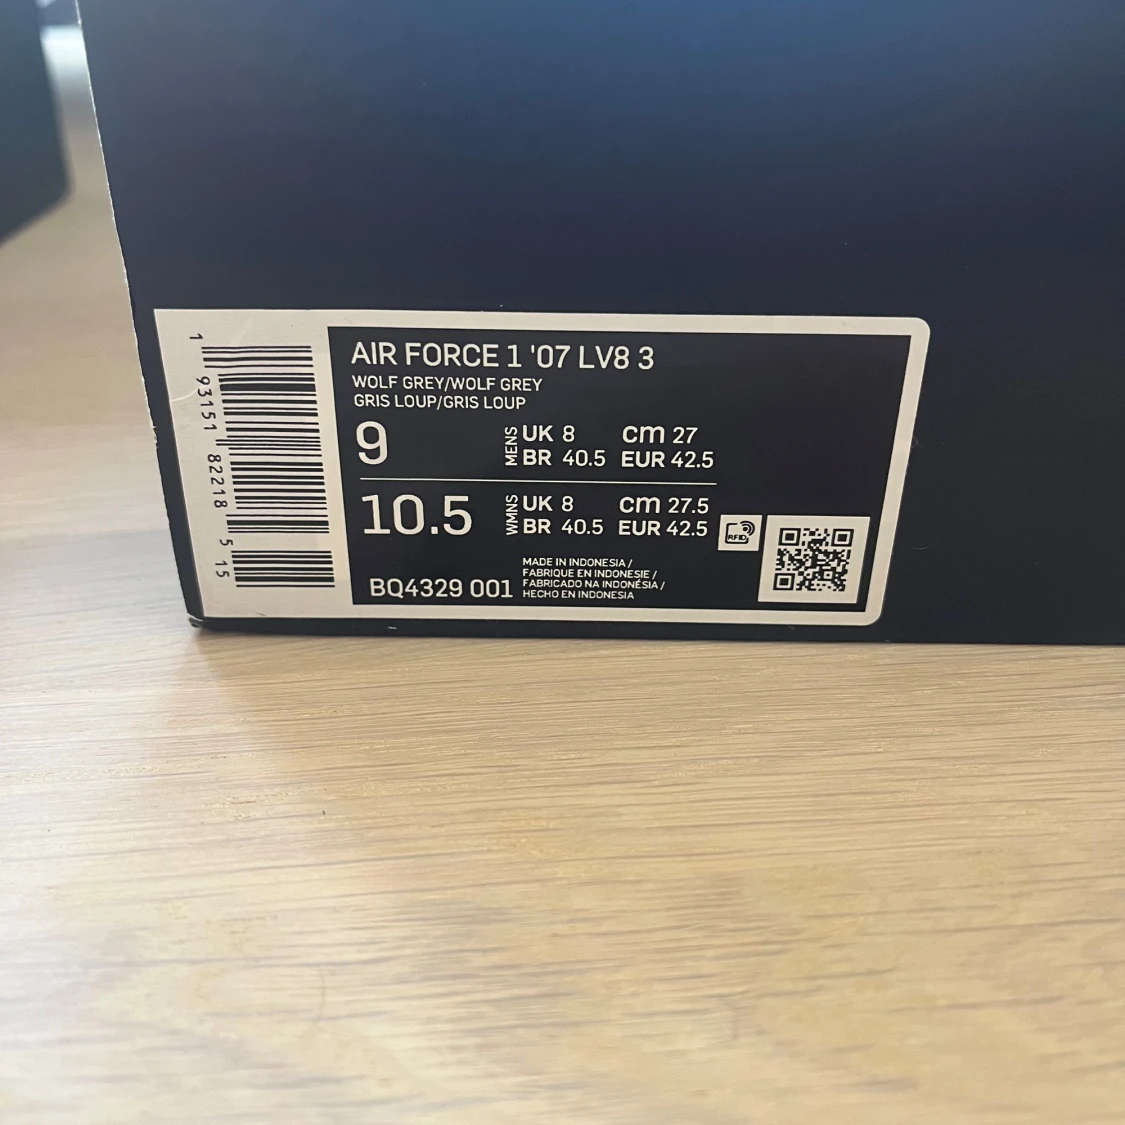 1 93151 82218 5 15
AIR FORCE 1 '07 LV8 3
WOLF GREY/WOLF GREY
GRIS LOUP/GRIS LOUP
9 MENS UK 8 cm 27
BR 40.5 EUR 42.5
10.5 WMNS UK 8 cm 27.5
BR 40.5 EUR 42.5
RFID
BQ4329 001
MADE IN INDONESIA /
FABRIQUE EN INDONESIE /
FABRICADO NA INDONÉSIA /
HECHO EN INDONESIA